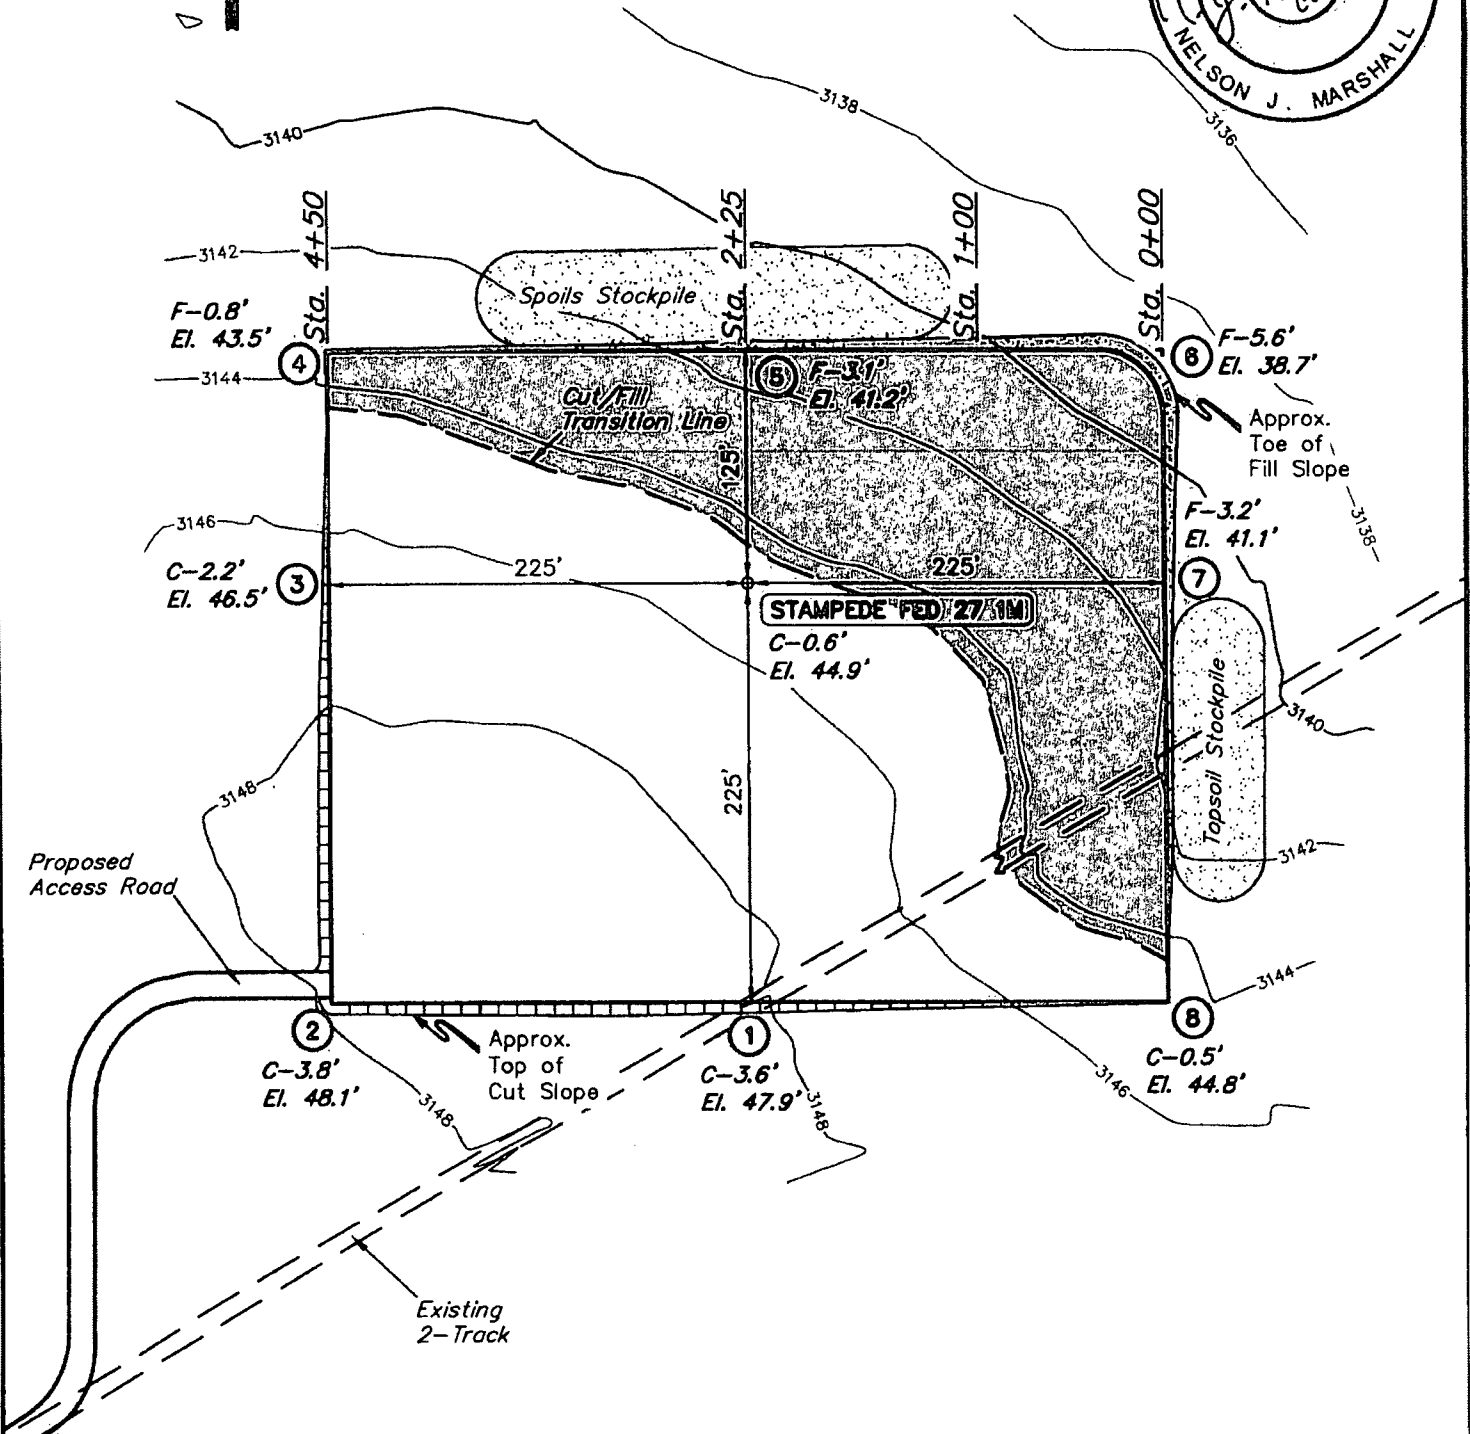 NELSON J. MARSHALL
3138
3136
3140
Sta. 4+50
Sta. 2+25
Sta. 1+00
Sta. 0+00
3142
Spoils Stockpile
F-0.8'
El. 43.5'
4
3144
5
F-3.1'
El. 41.2'
6
F-5.6'
El. 38.7'
Cut/Fill
Transition Line
125'
Approx.
Toe of
Fill Slope
3146
F-3.2'
El. 41.1'
3138
C-2.2'
El. 46.5'
3
225'
225'
7
STAMPEDE FED 27 1M
C-0.6'
El. 44.9'
Topsoil Stockpile
3140
3148
225'
3142
Proposed
Access Road
3144
2
C-3.8'
El. 48.1'
Approx.
Top of
Cut Slope
1
C-3.6'
El. 47.9'
8
C-0.5'
El. 44.8'
3148
3148
3146
Existing
2-Track